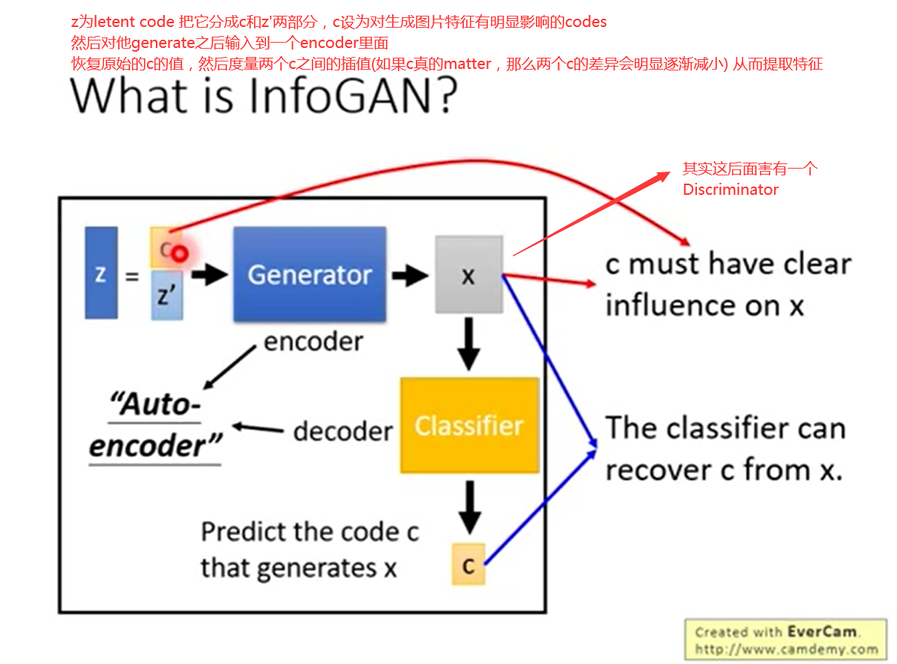 z为letent code 把它分成c和z'两部分，c设为对生成图片特征有明显影响的codes
然后对他generate之后输入到一个encoder里面
恢复原始的c的值，然后度量两个c之间的插值(如果c真的matter，那么两个c的差异会明显逐渐减小) 从而提取特征
What is InfoGAN?
其实这后面害有一个
Discriminator
z
=
c
z'
Generator
x
c must have clear
influence on x
encoder
"Auto-
encoder"
decoder
Classifier
The classifier can
recover c from x.
Predict the code c
that generates x
c
Created with EverCam.
http://www.camdemy.com